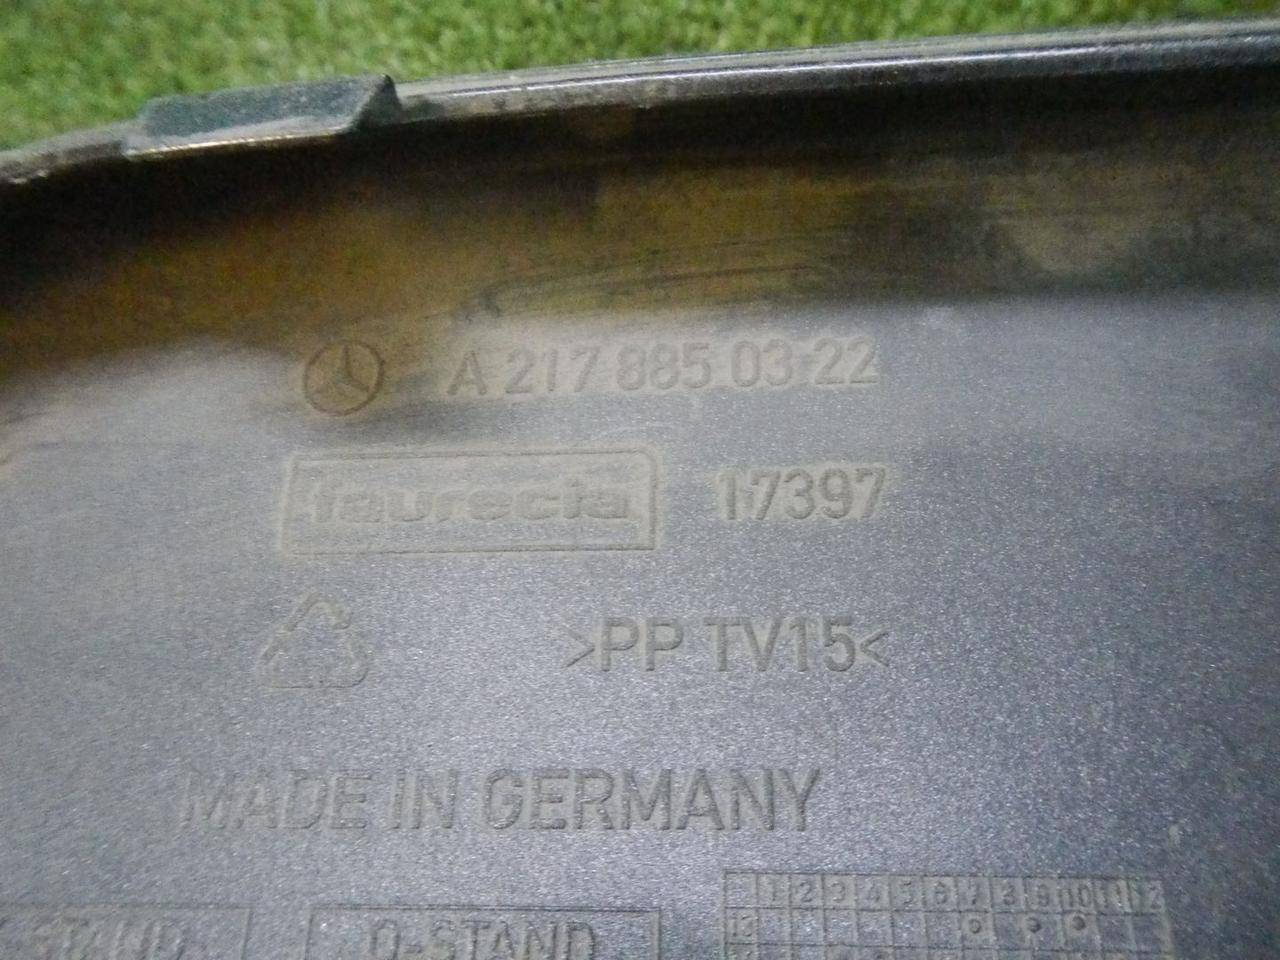 A 217 885 03 22
faurecia 17397
>PP TV15<
MADE IN GERMANY
1 2 3 4 5 6 7 8 9 10 11 12
STAND Q-STAND 13